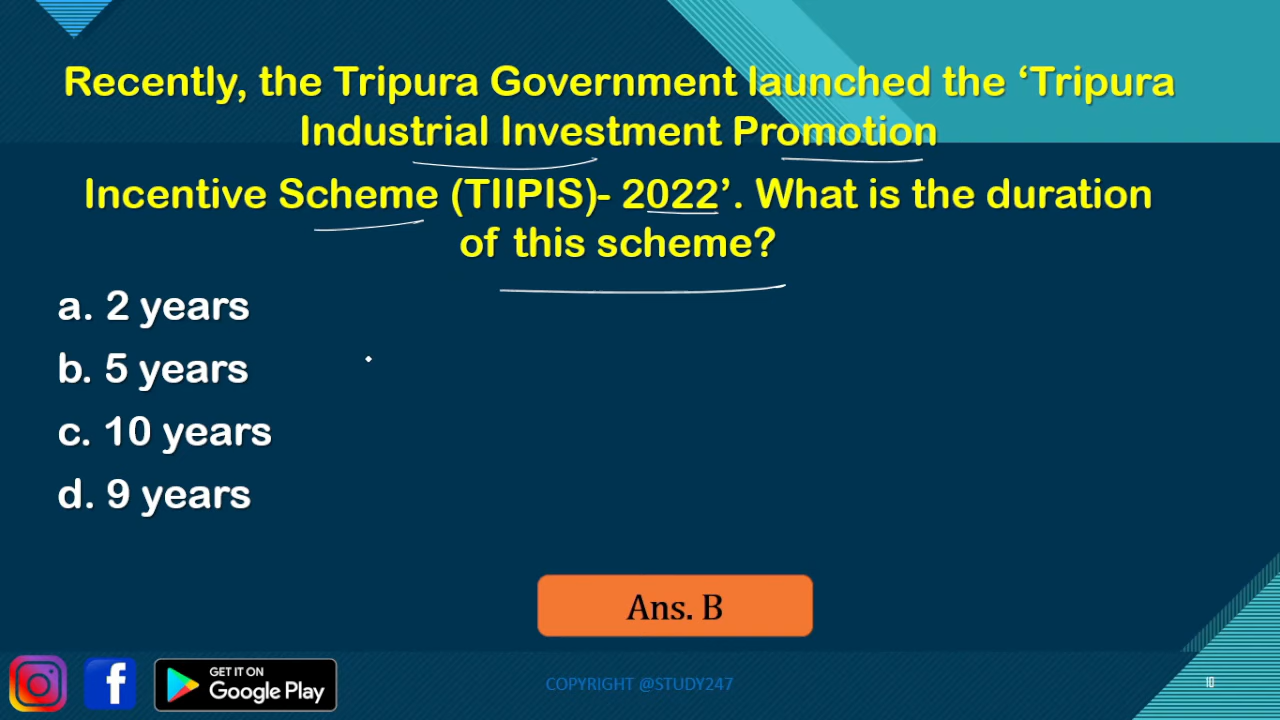 Recently, the Tripura Government launched the ‘Tripura
Industrial Investment Promotion
Incentive Scheme (TIIPIS)- 2022’. What is the duration
of this scheme?
a. 2 years
b. 5 years
c. 10 years
d. 9 years
Ans. B
GET IT ON
Google Play
COPYRIGHT @STUDY247
10